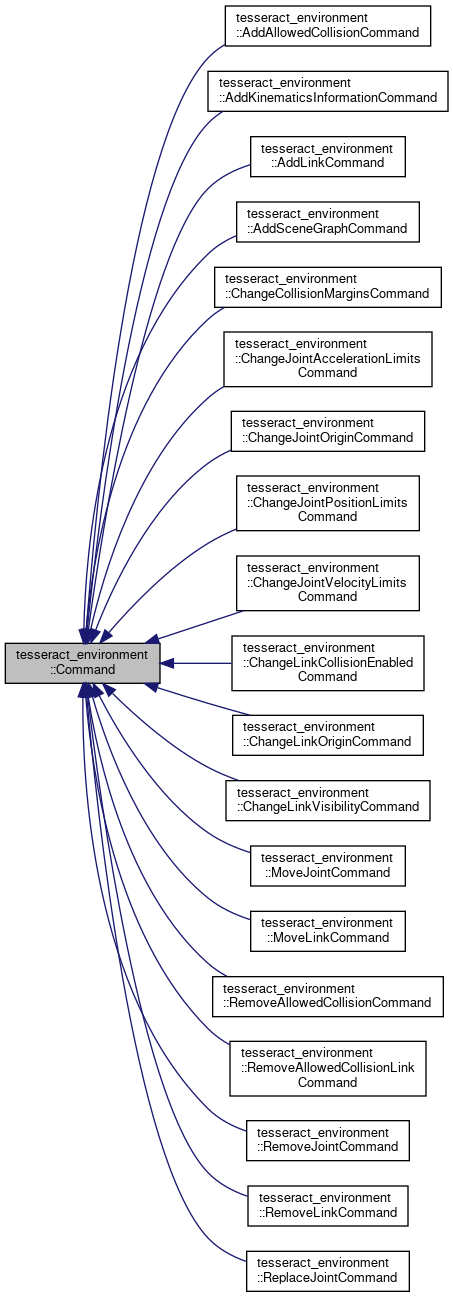 tesseract_environment
::AddAllowedCollisionCommand
tesseract_environment
::AddKinematicsInformationCommand
tesseract_environment
::AddLinkCommand
tesseract_environment
::AddSceneGraphCommand
tesseract_environment
::ChangeCollisionMarginsCommand
tesseract_environment
::ChangeJointAccelerationLimits
Command
tesseract_environment
::ChangeJointOriginCommand
tesseract_environment
::ChangeJointPositionLimits
Command
tesseract_environment
::ChangeJointVelocityLimits
Command
tesseract_environment
::Command
tesseract_environment
::ChangeLinkCollisionEnabled
Command
tesseract_environment
::ChangeLinkOriginCommand
tesseract_environment
::ChangeLinkVisibilityCommand
tesseract_environment
::MoveJointCommand
tesseract_environment
::MoveLinkCommand
tesseract_environment
::RemoveAllowedCollisionCommand
tesseract_environment
::RemoveAllowedCollisionLink
Command
tesseract_environment
::RemoveJointCommand
tesseract_environment
::RemoveLinkCommand
tesseract_environment
::ReplaceJointCommand